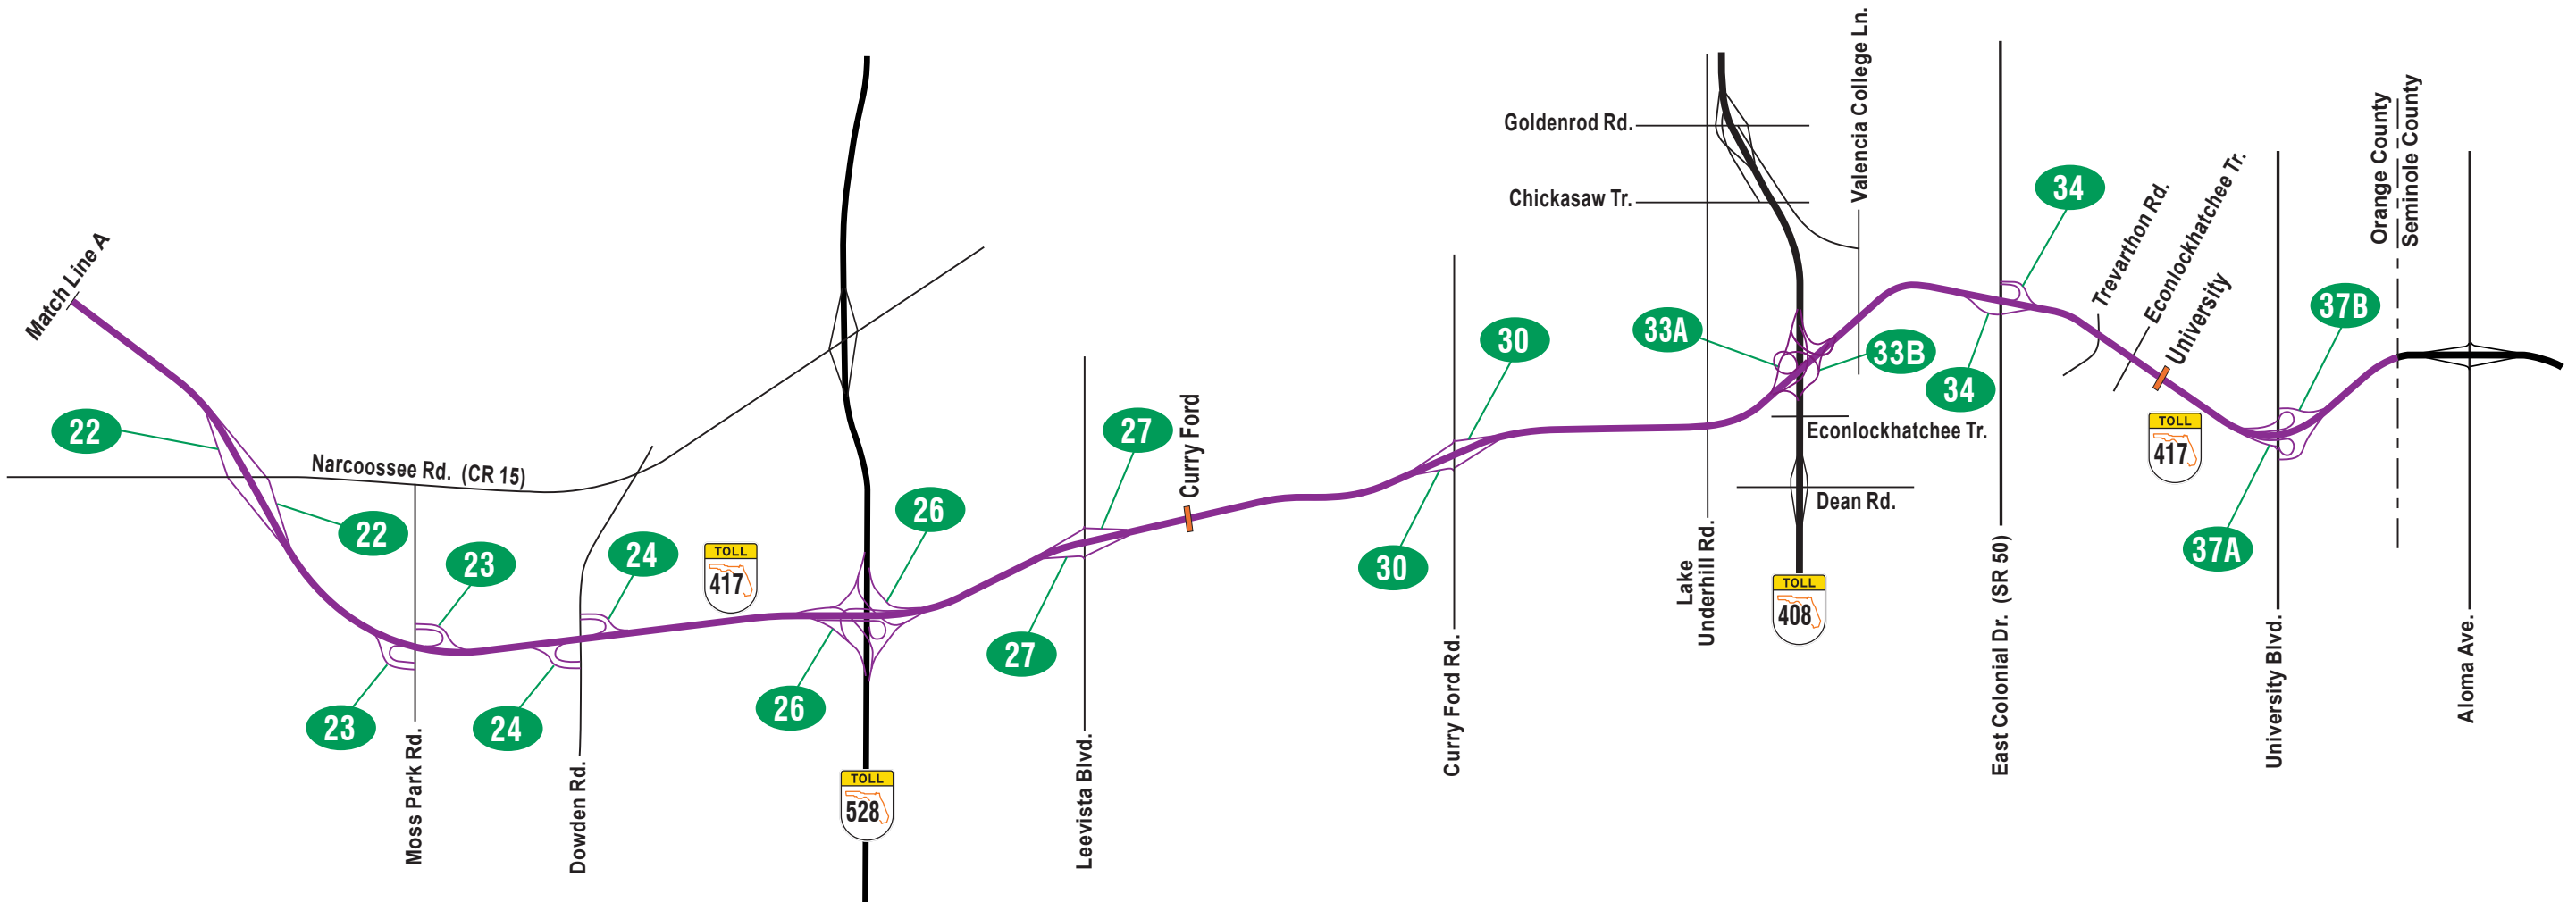 Match Line A
22
Narcoossee Rd. (CR 15)
22
23
23
Moss Park Rd.
24
24
Dowden Rd.
TOLL
417
26
26
TOLL
528
27
27
Leevista Blvd.
Curry Ford
30
30
Curry Ford Rd.
Goldenrod Rd.
Chickasaw Tr.
Valencia College Ln.
33A
33B
Lake
Underhill Rd.
Econlockhatchee Tr.
Dean Rd.
TOLL
408
34
34
East Colonial Dr. (SR 50)
Trevarthon Rd.
Econlockhatchee Tr.
University
TOLL
417
37B
37A
University Blvd.
Orange County
Seminole County
Aloma Ave.